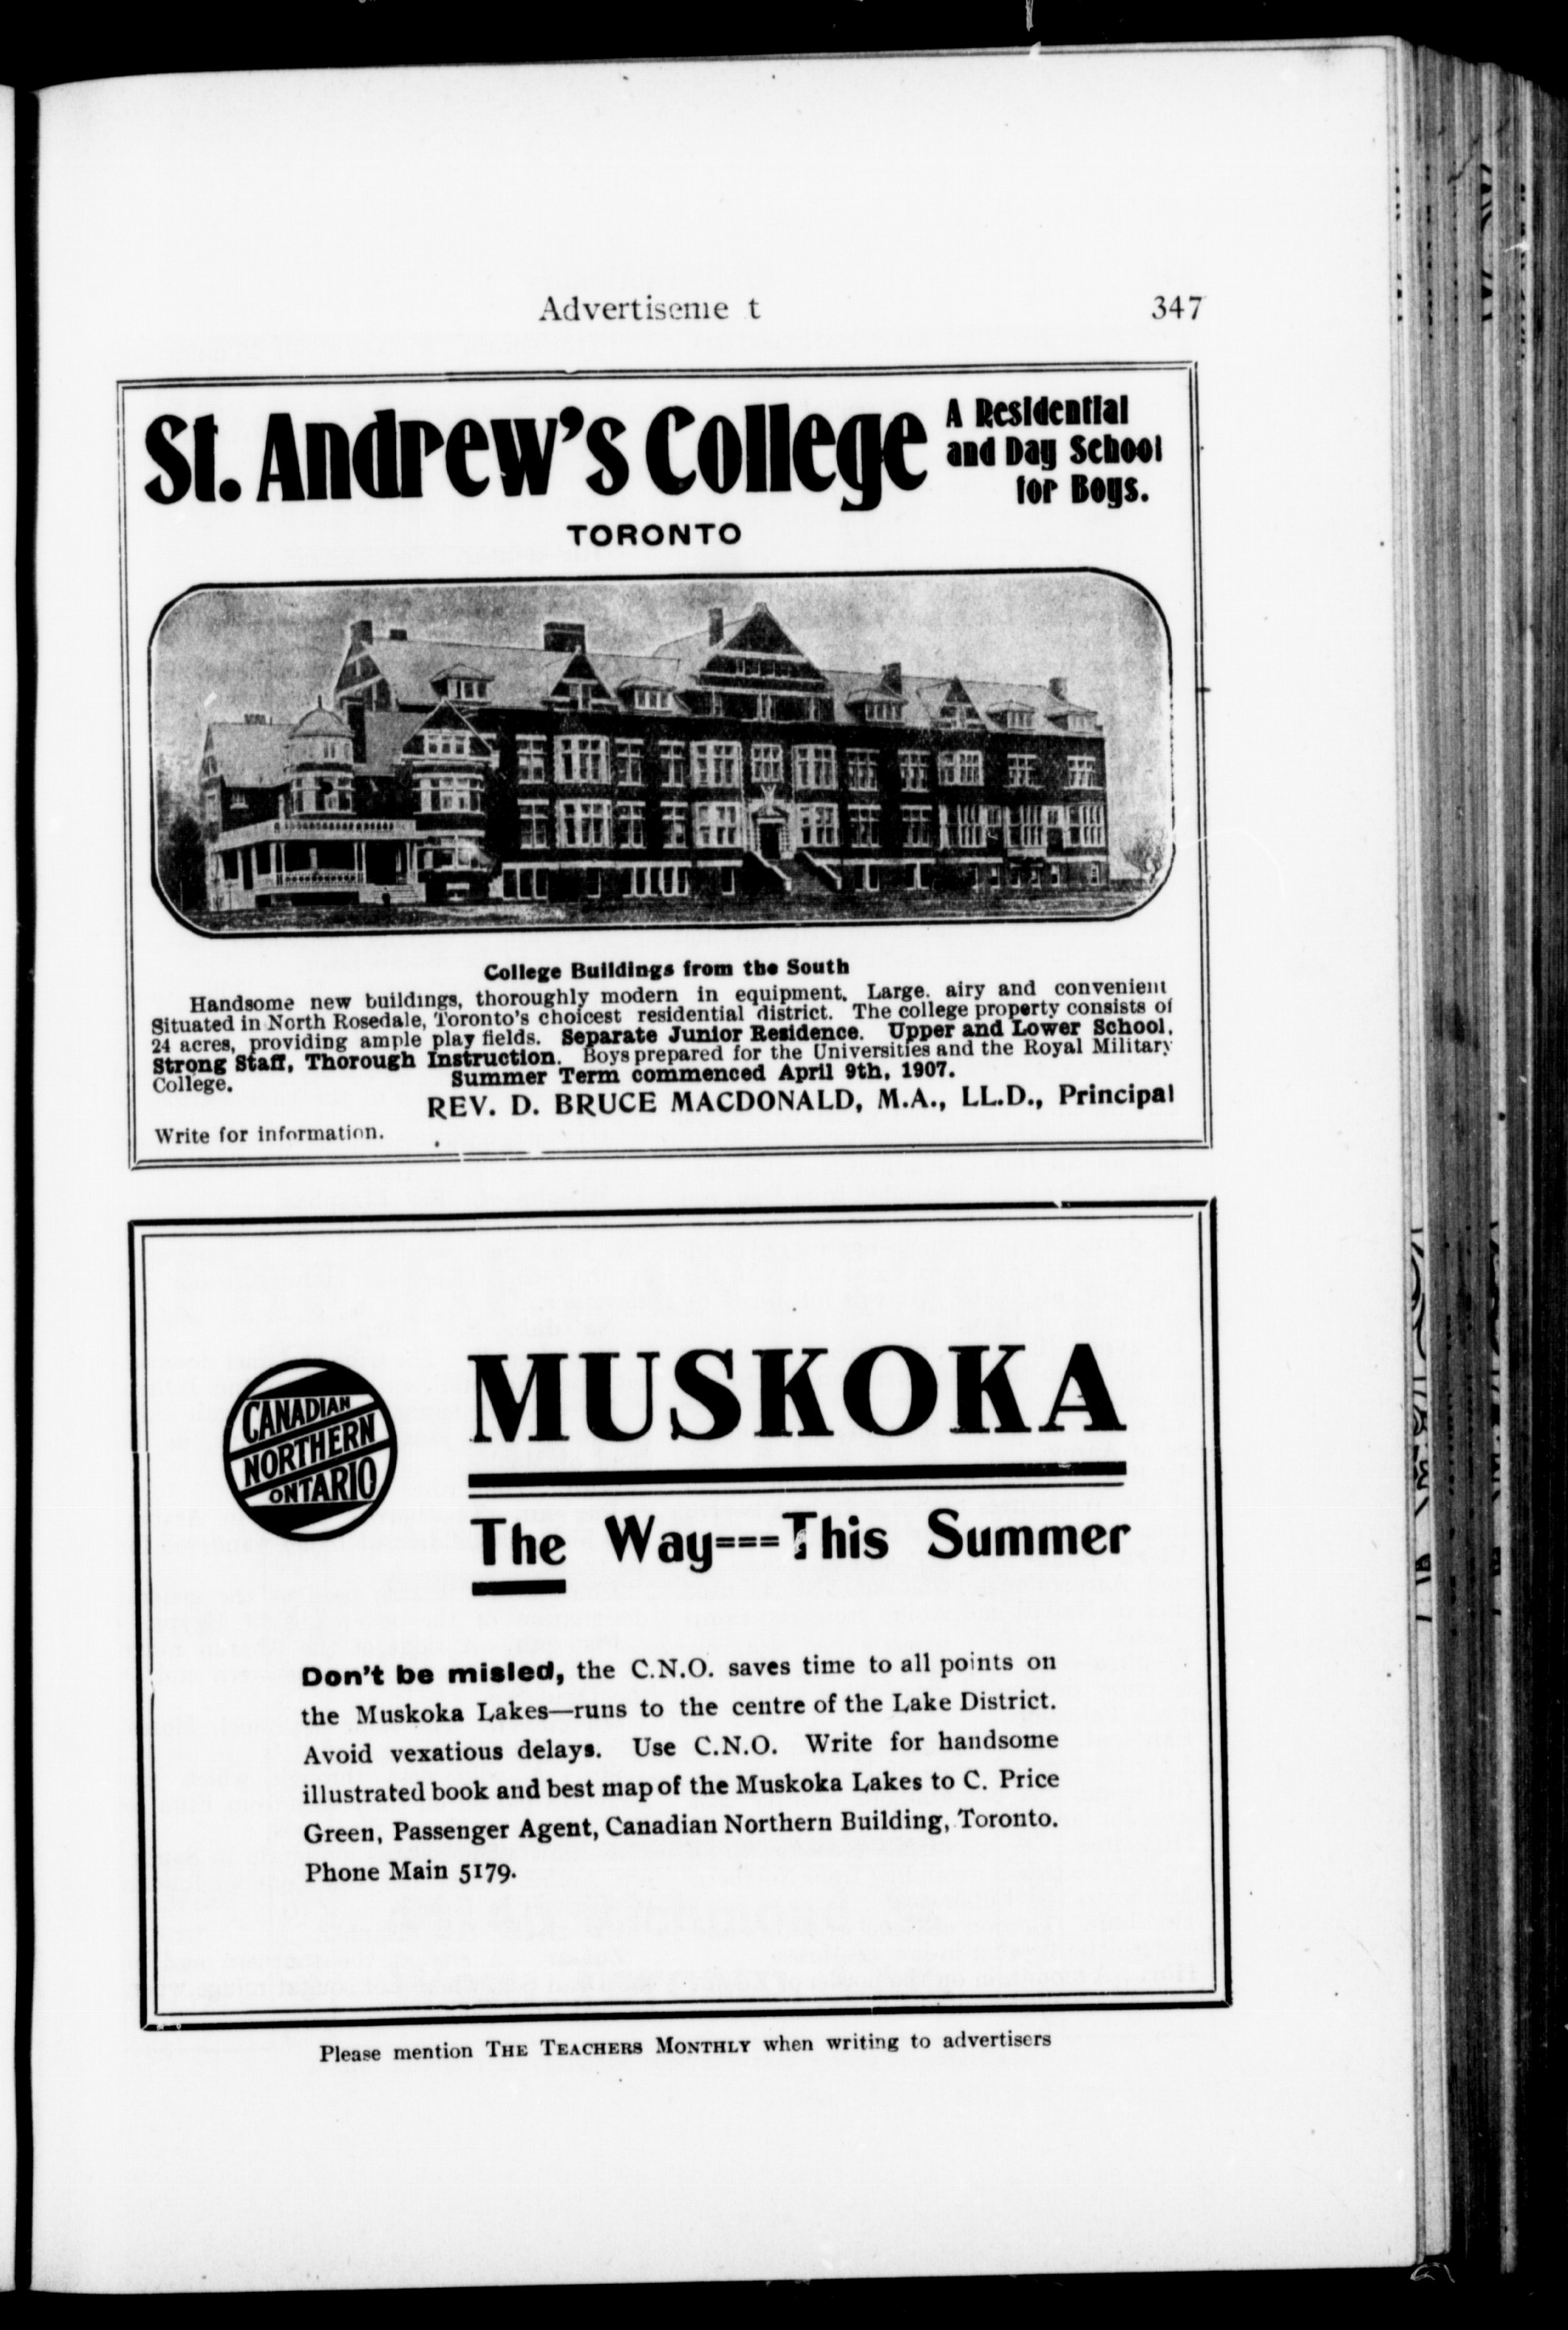 Advertiseme t 347
St. Andrew's College
A Residential
and Day School
for Boys.
TORONTO
College Buildings from the South
Handsome new buildings, thoroughly modern in equipment. Large. airy and convenient
Situated in North Rosedale, Toronto's choicest residential district. The college property consists of
24 acres, providing ample play fields. Separate Junior Residence. Upper and Lower School.
Strong Staff, Thorough Instruction. Boys prepared for the Universities and the Royal Military
College. Summer Term commenced April 9th, 1907.
REV. D. BRUCE MACDONALD, M.A., LL.D., Principal
Write for information.
CANADIAN
NORTHERN
ONTARIO
MUSKOKA
The Way===This Summer
Don't be misled, the C.N.O. saves time to all points on
the Muskoka Lakes—runs to the centre of the Lake District.
Avoid vexatious delays. Use C.N.O. Write for handsome
illustrated book and best map of the Muskoka Lakes to C. Price
Green, Passenger Agent, Canadian Northern Building, Toronto.
Phone Main 5179.
Please mention THE TEACHERS MONTHLY when writing to advertisers